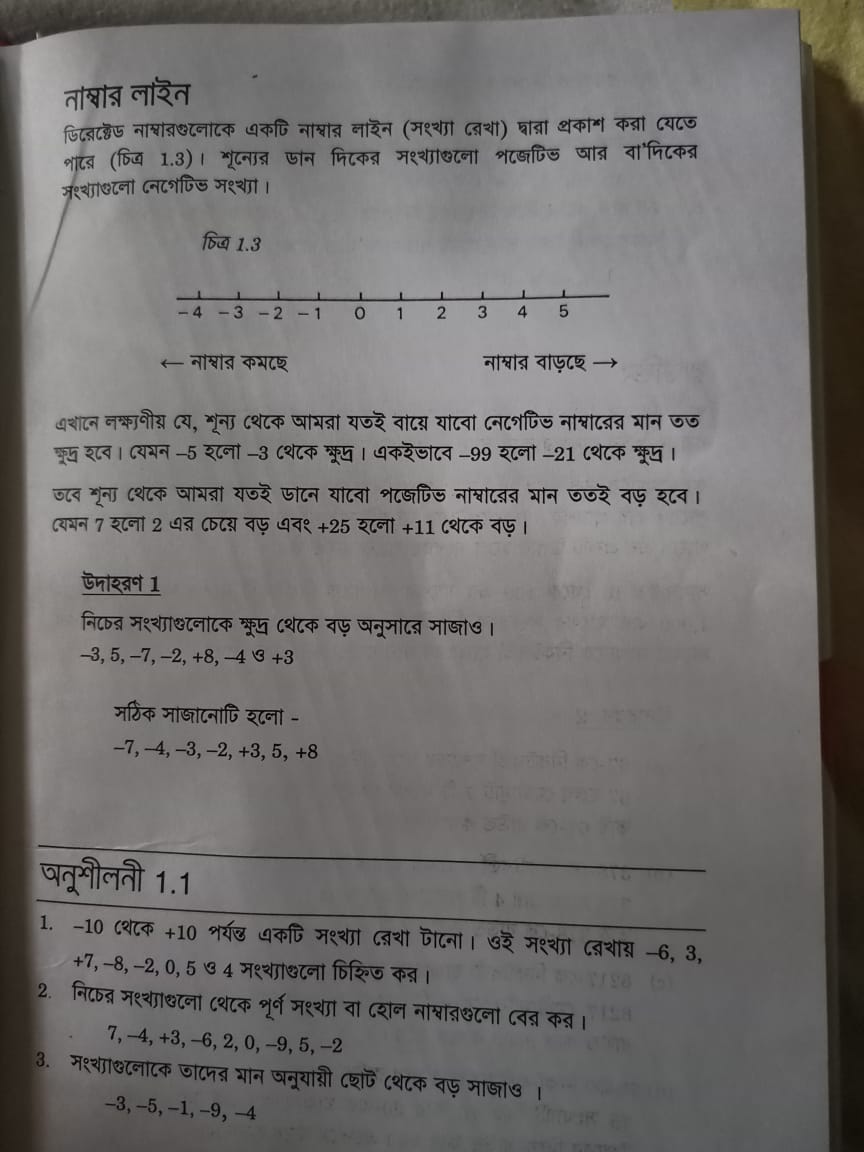 নাম্বার লাইন
ডিরেক্টেড নাম্বারগুলোকে একটি নাম্বার লাইন (সংখ্যা রেখা) দ্বারা প্রকাশ করা যেতে
পারে (চিত্র 1.3)। শূন্যের ডান দিকের সংখ্যাগুলো পজেটিভ আর বা'দিকের
সংখ্যাগুলো নেগেটিভ সংখ্যা।
চিত্র 1.3
–4 –3 –2 –1 0 1 2 3 4 5
← নাম্বার কমছে নাম্বার বাড়ছে →
এখানে লক্ষ্যণীয় যে, শূন্য থেকে আমরা যতই বায়ে যাবো নেগেটিভ নাম্বারের মান তত
ক্ষুদ্র হবে। যেমন –5 হলো –3 থেকে ক্ষুদ্র। একইভাবে –99 হলো –21 থেকে ক্ষুদ্র।
তবে শূন্য থেকে আমরা যতই ডানে যাবো পজেটিভ নাম্বারের মান ততই বড় হবে।
যেমন 7 হলো 2 এর চেয়ে বড় এবং +25 হলো +11 থেকে বড়।
উদাহরণ 1
নিচের সংখ্যাগুলোকে ক্ষুদ্র থেকে বড় অনুসারে সাজাও।
–3, 5, –7, –2, +8, –4 ও +3
সঠিক সাজানোটি হলো -
–7, –4, –3, –2, +3, 5, +8
অনুশীলনী 1.1
1. –10 থেকে +10 পর্যন্ত একটি সংখ্যা রেখা টানো। ওই সংখ্যা রেখায় –6, 3,
+7, –8, –2, 0, 5 ও 4 সংখ্যাগুলো চিহ্নিত কর।
2. নিচের সংখ্যাগুলো থেকে পূর্ণ সংখ্যা বা হোল নাম্বারগুলো বের কর।
7, –4, +3, –6, 2, 0, –9, 5, –2
3. সংখ্যাগুলোকে তাদের মান অনুযায়ী ছোট থেকে বড় সাজাও ।
–3, –5, –1, –9, –4